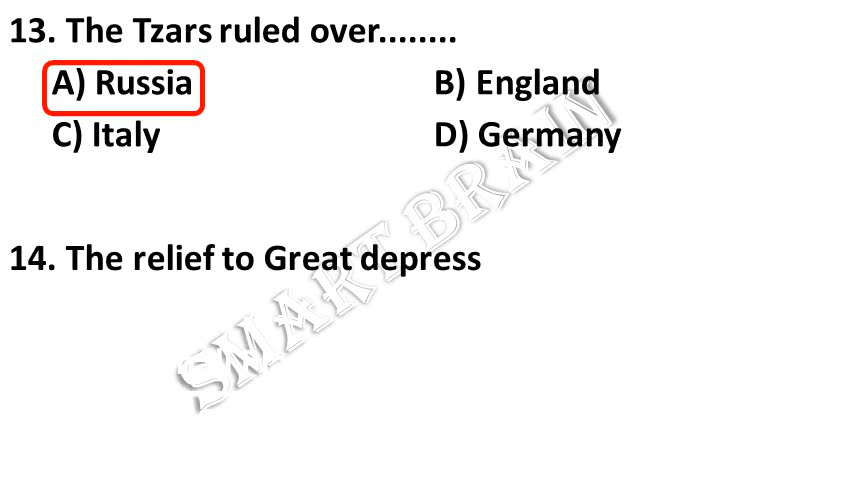 13. The Tzars ruled over........
A) Russia B) England
C) Italy D) Germany
14. The relief to Great depress
SMART BRAIN